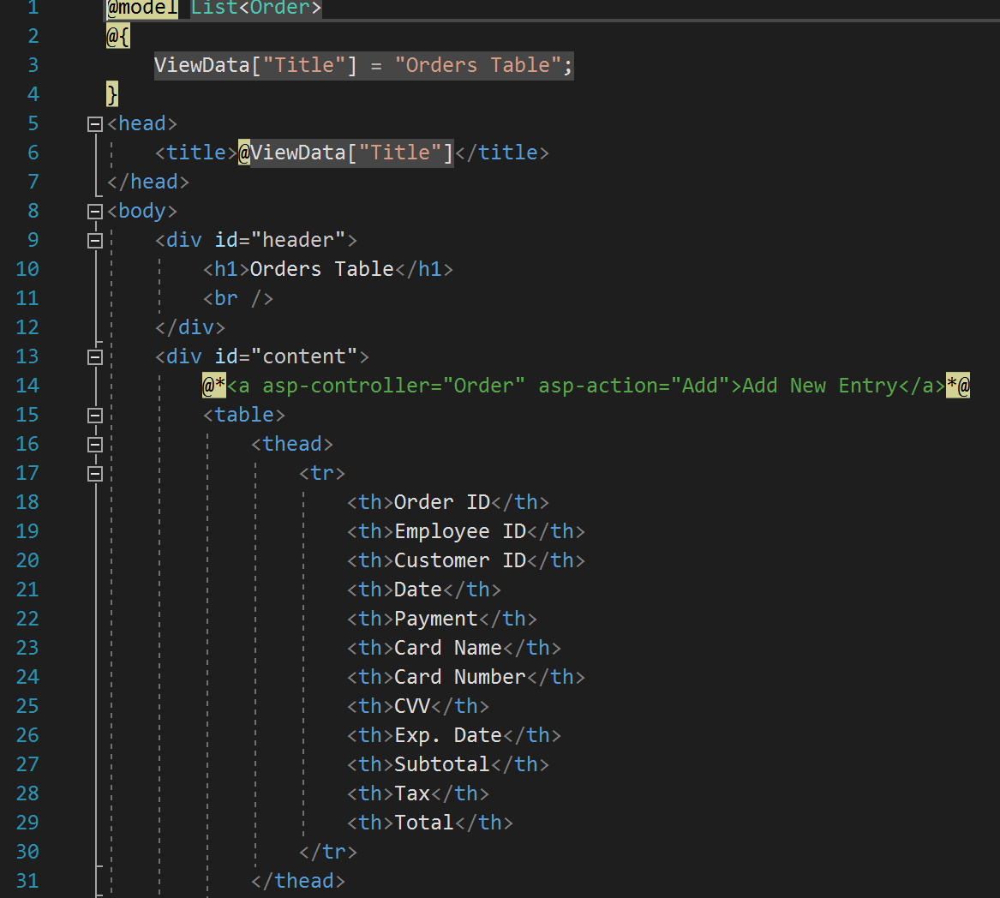 1 @model List<Order>
2 @{
3 ViewData["Title"] = "Orders Table";
4 }
5 <head>
6 <title>@ViewData["Title"]</title>
7 </head>
8 <body>
9 <div id="header">
10 <h1>Orders Table</h1>
11 <br />
12 </div>
13 <div id="content">
14 @*<a asp-controller="Order" asp-action="Add">Add New Entry</a>*@
15 <table>
16 <thead>
17 <tr>
18 <th>Order ID</th>
19 <th>Employee ID</th>
20 <th>Customer ID</th>
21 <th>Date</th>
22 <th>Payment</th>
23 <th>Card Name</th>
24 <th>Card Number</th>
25 <th>CVV</th>
26 <th>Exp. Date</th>
27 <th>Subtotal</th>
28 <th>Tax</th>
29 <th>Total</th>
30 </tr>
31 </thead>